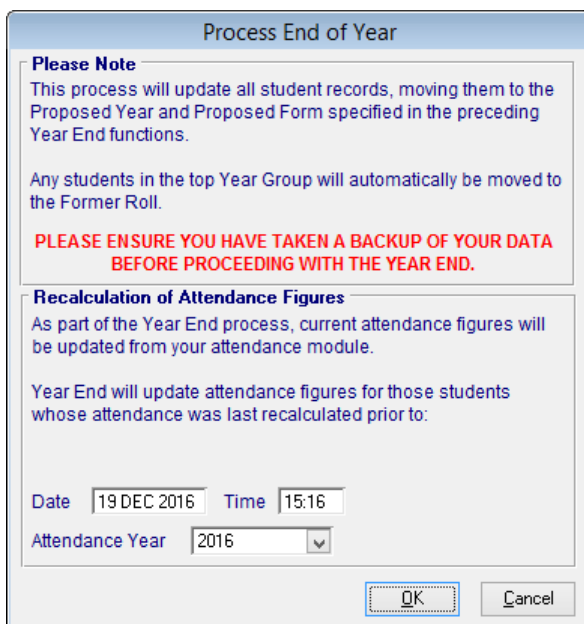 Process End of Year
Please Note
This process will update all student records, moving them to the
Proposed Year and Proposed Form specified in the preceding
Year End functions.
Any students in the top Year Group will automatically be moved to
the Former Roll.
PLEASE ENSURE YOU HAVE TAKEN A BACKUP OF YOUR DATA
BEFORE PROCEEDING WITH THE YEAR END.
Recalculation of Attendance Figures
As part of the Year End process, current attendance figures will
be updated from your attendance module.
Year End will update attendance figures for those students
whose attendance was last recalculated prior to:
Date 19 DEC 2016 Time 15:16
Attendance Year 2016
OK Cancel